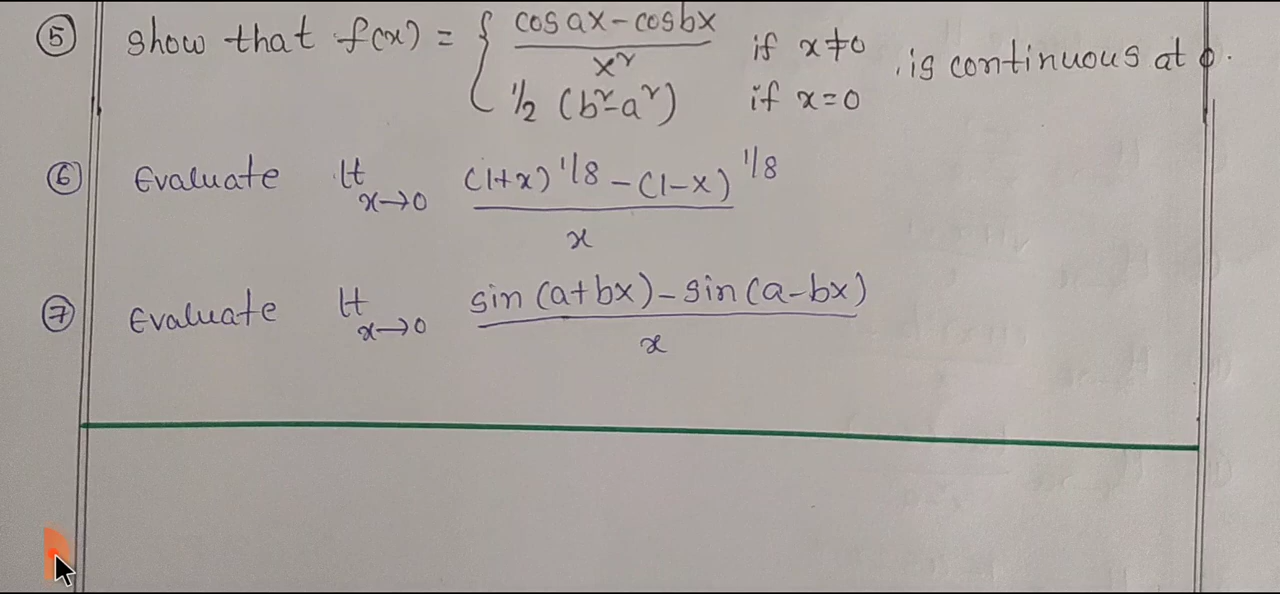 ⑤ show that f(x) = { cos ax - cos bx / x² if x≠0 , is continuous at 0.
1/2 (b²-a²) if x=0
⑥ Evaluate lt x→0 (1+x)^1/8 - (1-x)^1/8 / x
⑦ Evaluate lt x→0 sin (a+bx) - sin (a-bx) / x